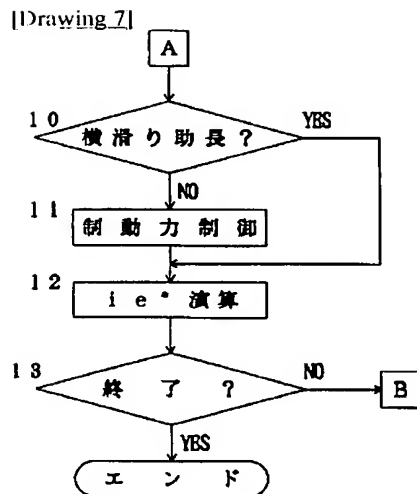 [Drawing 7]
A
10
横滑り助長？
YES
NO
11
制動力制御
12
ie*演算
13
終了？
NO
B
YES
エンド